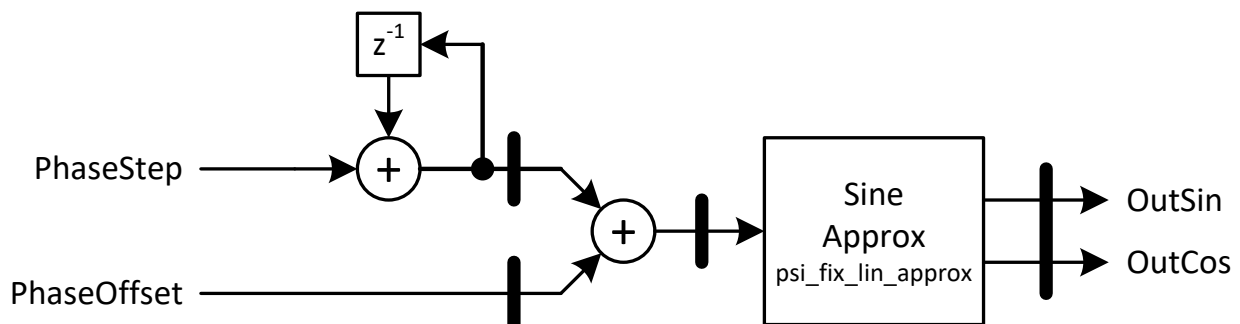 z⁻¹
PhaseStep
+
+
Sine
Approx
psi_fix_lin_approx
OutSin
OutCos
PhaseOffset